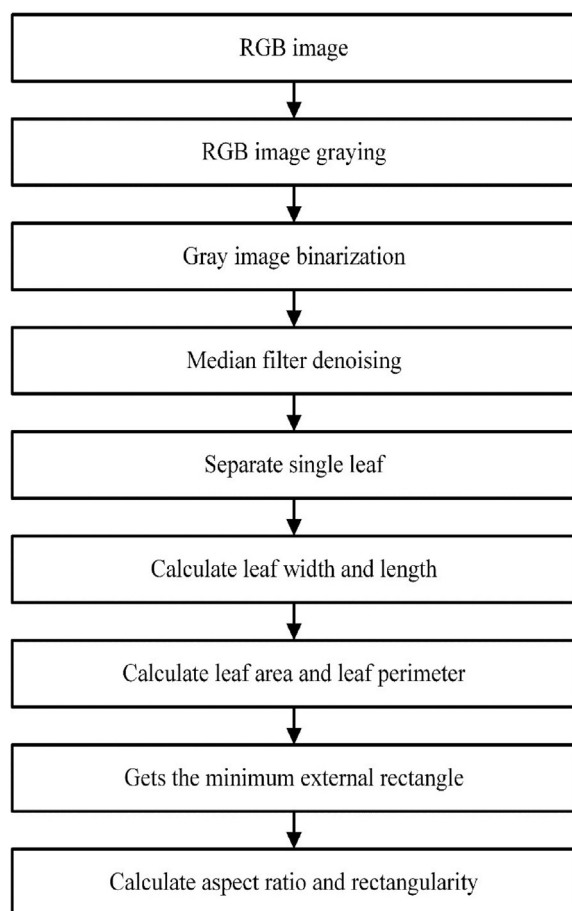 RGB image
RGB image graying
Gray image binarization
Median filter denoising
Separate single leaf
Calculate leaf width and length
Calculate leaf area and leaf perimeter
Gets the minimum external rectangle
Calculate aspect ratio and rectangularity